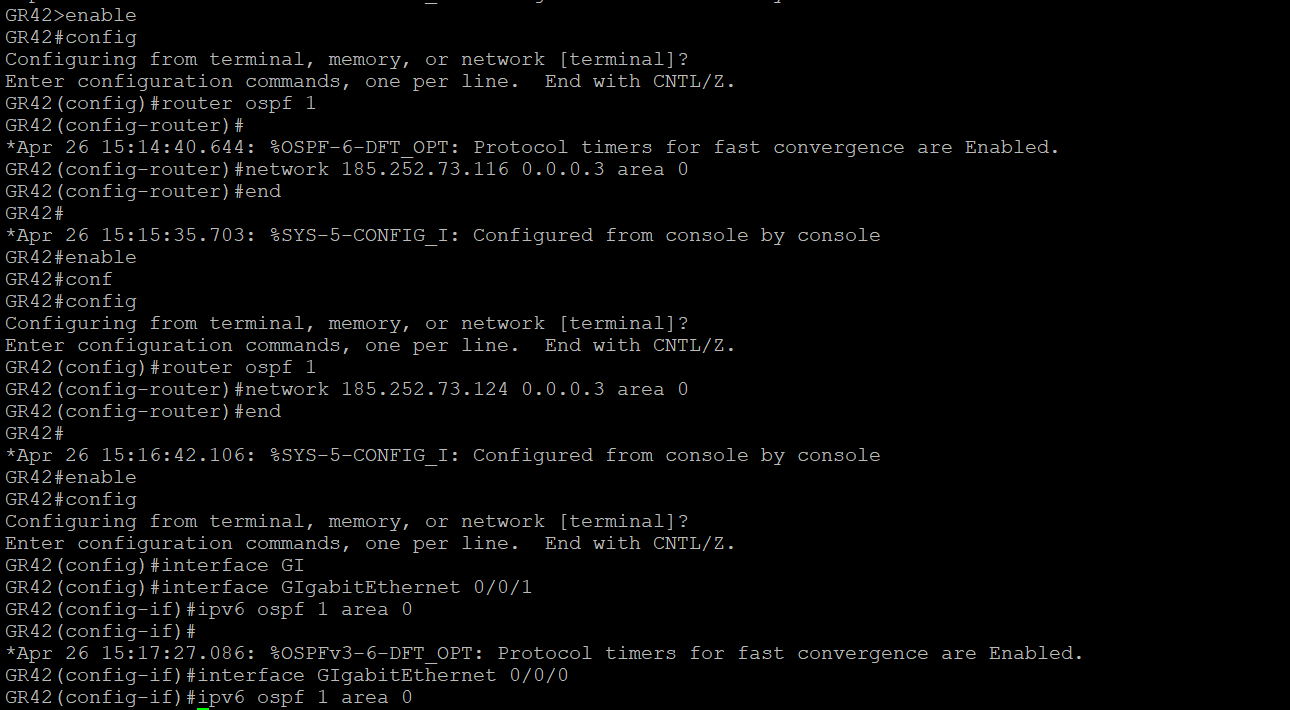 GR42>enable
GR42#config
Configuring from terminal, memory, or network [terminal]?
Enter configuration commands, one per line.  End with CNTL/Z.
GR42(config)#router ospf 1
GR42(config-router)#
*Apr 26 15:14:40.644: %OSPF-6-DFT_OPT: Protocol timers for fast convergence are Enabled.
GR42(config-router)#network 185.252.73.116 0.0.0.3 area 0
GR42(config-router)#end
GR42#
*Apr 26 15:15:35.703: %SYS-5-CONFIG_I: Configured from console by console
GR42#enable
GR42#conf
GR42#config
Configuring from terminal, memory, or network [terminal]?
Enter configuration commands, one per line.  End with CNTL/Z.
GR42(config)#router ospf 1
GR42(config-router)#network 185.252.73.124 0.0.0.3 area 0
GR42(config-router)#end
GR42#
*Apr 26 15:16:42.106: %SYS-5-CONFIG_I: Configured from console by console
GR42#enable
GR42#config
Configuring from terminal, memory, or network [terminal]?
Enter configuration commands, one per line.  End with CNTL/Z.
GR42(config)#interface GI
GR42(config)#interface GIgabitEthernet 0/0/1
GR42(config-if)#ipv6 ospf 1 area 0
GR42(config-if)#
*Apr 26 15:17:27.086: %OSPFv3-6-DFT_OPT: Protocol timers for fast convergence are Enabled.
GR42(config-if)#interface GIgabitEthernet 0/0/0
GR42(config-if)#ipv6 ospf 1 area 0